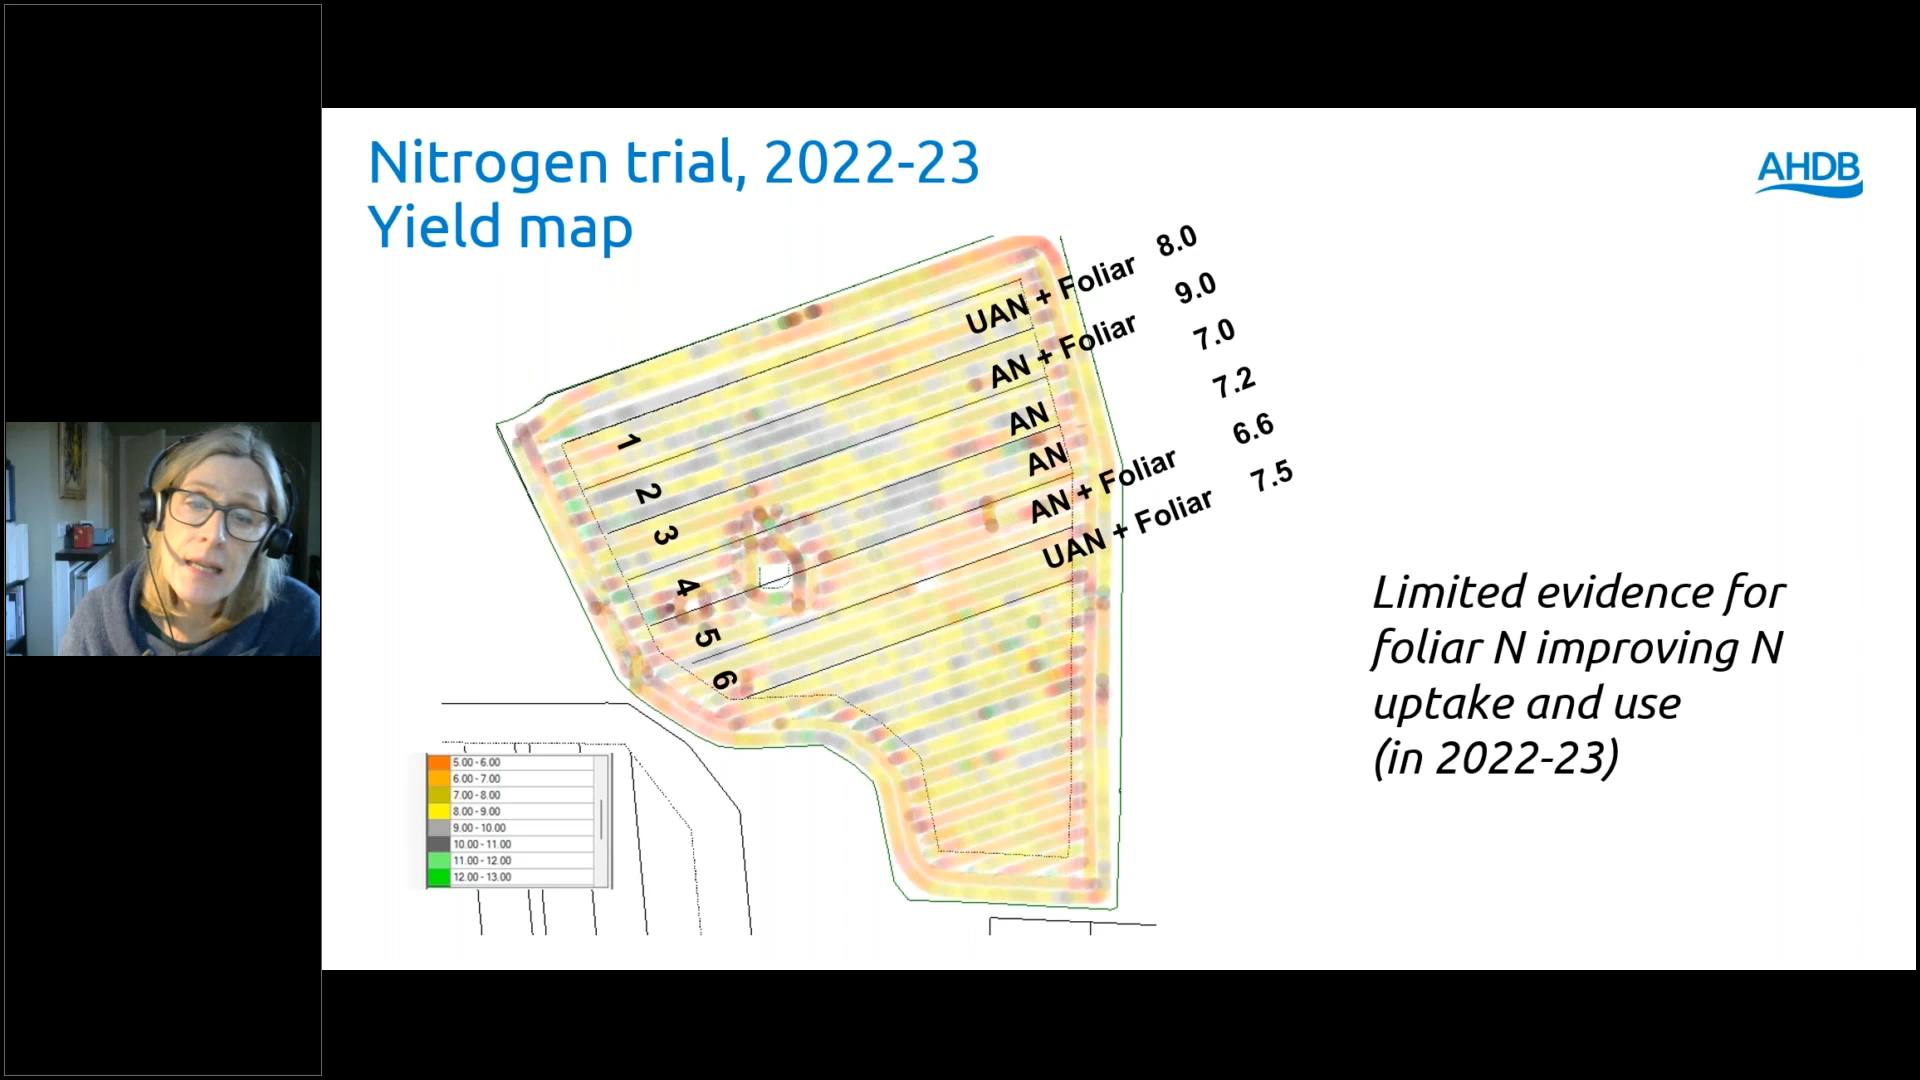 Nitrogen trial, 2022-23
Yield map
AHDB
UAN + Foliar 8.0
AN + Foliar 9.0
AN 7.0
AN 7.2
AN + Foliar 6.6
UAN + Foliar 7.5
1
2
3
4
5
6
Limited evidence for
foliar N improving N
uptake and use
(in 2022-23)
5.00 - 6.00
6.00 - 7.00
7.00 - 8.00
8.00 - 9.00
9.00 - 10.00
10.00 - 11.00
11.00 - 12.00
12.00 - 13.00